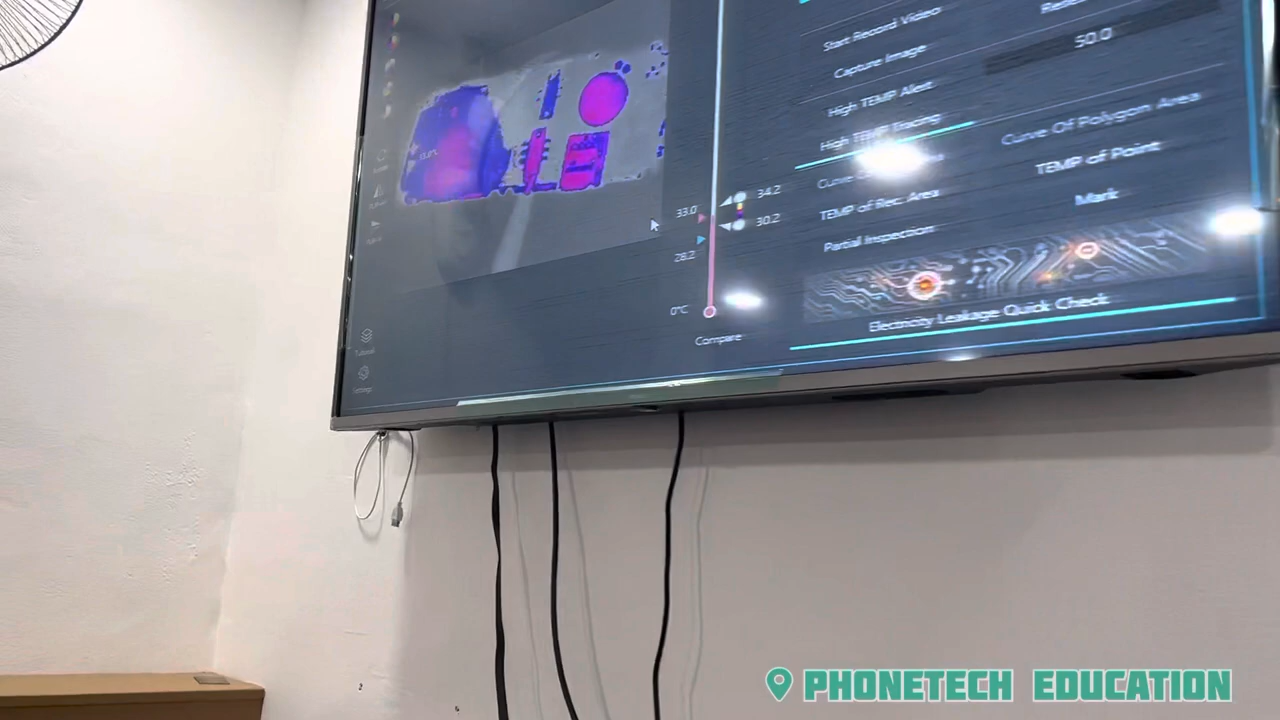 Start Record Video
Capture Image
50.0
High TEMP Alert
High TEMP Tracing
Curve Of Polygon Area
TEMP of Point
TEMP of Rec. Area
Mark
Partial Inspection
34.2
33.0
30.2
28.2
0°C
Compare
Electricity Leakage Quick Check
Tutorial
Settings
PHONETECH EDUCATION